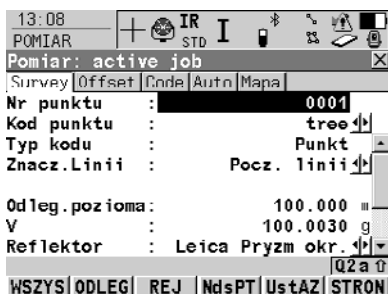 13:08 IR
POMIAR STD I
Pomiar: active job
Survey Offset Code Auto Mapa
Nr punktu : 0001
Kod punktu : tree
Typ kodu : Punkt
Znacz.Linii : Pocz. linii
Odleg.pozioma: 100.000 m
V 100.0030 g
Reflektor : Leica Pryzm okr.
Q2a
WSZYS ODLEG REJ NdsPT UstAZ STRON